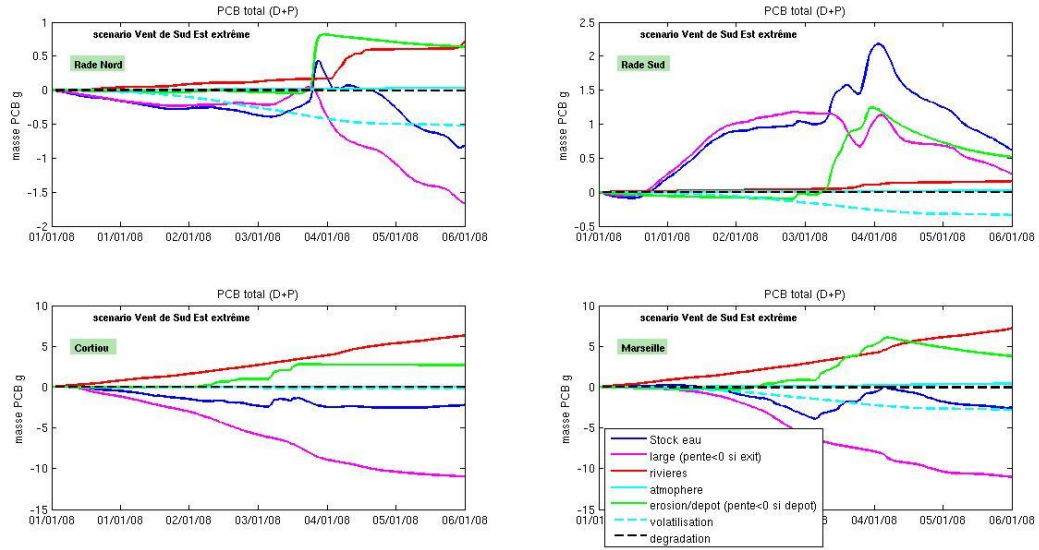 PCB total (D+P)
scenario Vent de Sud Est extrême
Rade Nord
masse PCB g
1
0.5
0
-0.5
-1
-1.5
-2
01/01/08 01/01/08 02/01/08 03/01/08 04/01/08 05/01/08 06/01/08
PCB total (D+P)
scenario Vent de Sud Est extrême
Rade Sud
masse PCB g
2.5
2
1.5
1
0.5
0
-0.5
01/01/08 01/01/08 02/01/08 03/01/08 04/01/08 05/01/08 06/01/08
PCB total (D+P)
scenario Vent de Sud Est extrême
Cortiou
masse PCB g
10
5
0
-5
-10
-15
01/01/08 01/01/08 02/01/08 03/01/08 04/01/08 05/01/08 06/01/08
PCB total (D+P)
scenario Vent de Sud Est extrême
Marseille
masse PCB g
10
5
0
-5
-10
-15
Stock eau
large (pente<0 si exit)
rivieres
atmophere
erosion/depot (pente<0 si depot)
volatilisation
degradation
01/01/08 04/01/08 05/01/08 06/01/08